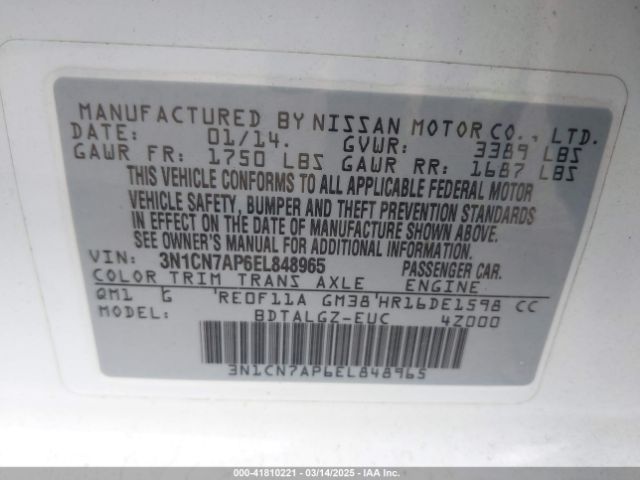 MANUFACTURED BY NISSAN MOTOR CO., LTD.
DATE: 01/14. GVWR: 3389 LBS
GAWR FR: 1750 LBS GAWR RR: 1687 LBS
THIS VEHICLE CONFORMS TO ALL APPLICABLE FEDERAL MOTOR
VEHICLE SAFETY, BUMPER AND THEFT PREVENTION STANDARDS
IN EFFECT ON THE DATE OF MANUFACTURE SHOWN ABOVE.
SEE OWNER'S MANUAL FOR ADDITIONAL INFORMATION.
VIN: 3N1CN7AP6EL848965 PASSENGER CAR.
COLOR TRIM TRANS AXLE ENGINE
QM1 G RE0F11A GM38 HR16DE1598 CC
MODEL: BDTALGZ-EUC 4Z000
3N1CN7AP6EL848965
000-41810221 - 03/14/2025 - IAA Inc.